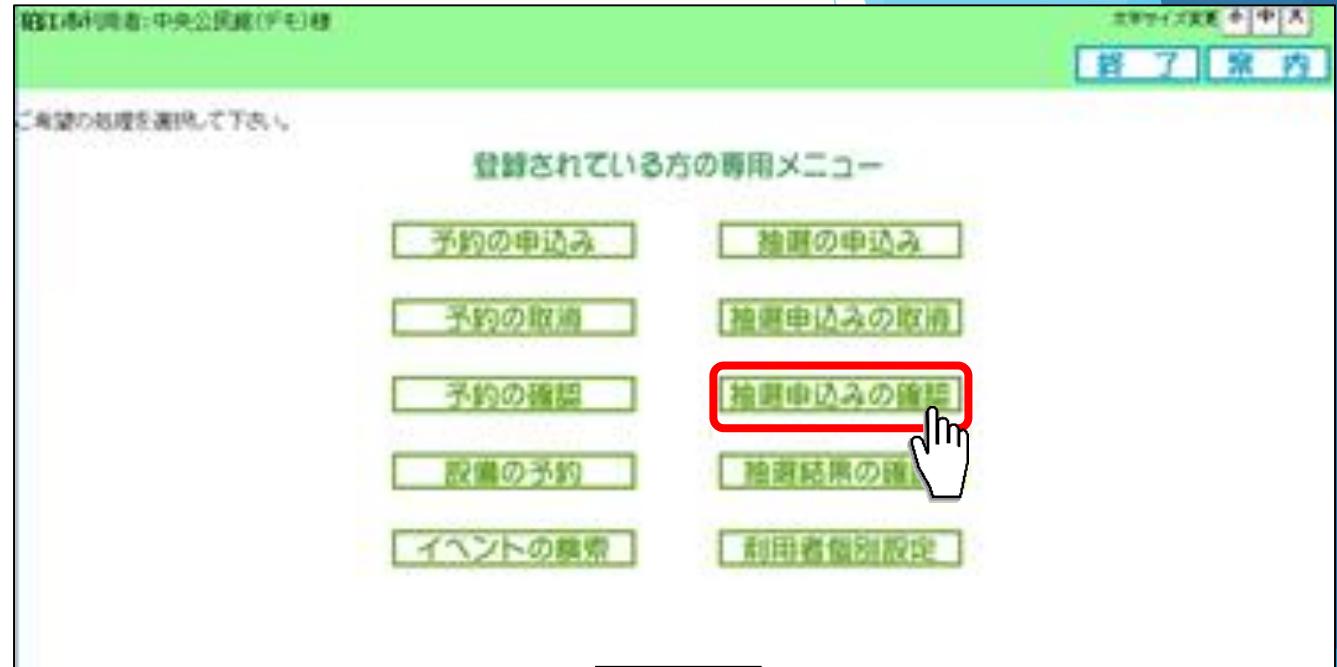 利用者:中央公民館(デモ)様
文字サイズ変更 小 中 大
終 了 案 内
ご希望の処理を選択して下さい。
登録されている方の専用メニュー
予約の申込み 抽選の申込み
予約の取消 抽選申込みの取消
予約の確認 抽選申込みの確認
設備の予約 抽選結果の確
イベントの検索 利用者個別設定